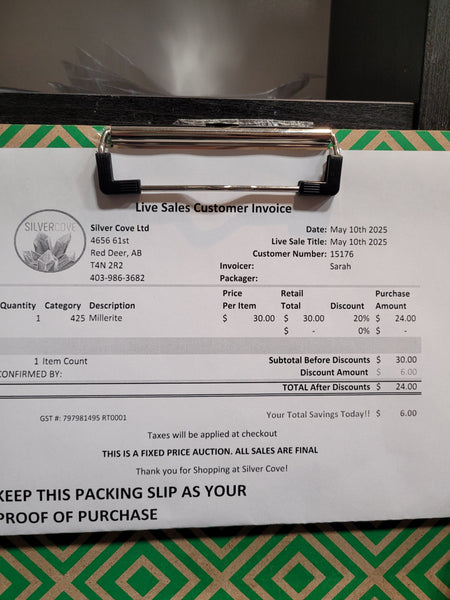 Live Sales Customer Invoice
SILVERCOVE
Silver Cove Ltd
4656 61st
Red Deer, AB
T4N 2R2
403-986-3682
Date: May 10th 2025
Live Sale Title: May 10th 2025
Customer Number: 15176
Invoicer: Sarah
Packager:
Quantity Category Description Price Per Item Retail Total Discount Purchase Amount
1 425 Millerite $ 30.00 $ 30.00 20% $ 24.00
$ - 0% $ -
1 Item Count Subtotal Before Discounts $ 30.00
CONFIRMED BY: Discount Amount $ 6.00
TOTAL After Discounts $ 24.00
GST #: 797981495 RT0001 Your Total Savings Today!! $ 6.00
Taxes will be applied at checkout
THIS IS A FIXED PRICE AUCTION. ALL SALES ARE FINAL
Thank you for Shopping at Silver Cove!
KEEP THIS PACKING SLIP AS YOUR
PROOF OF PURCHASE